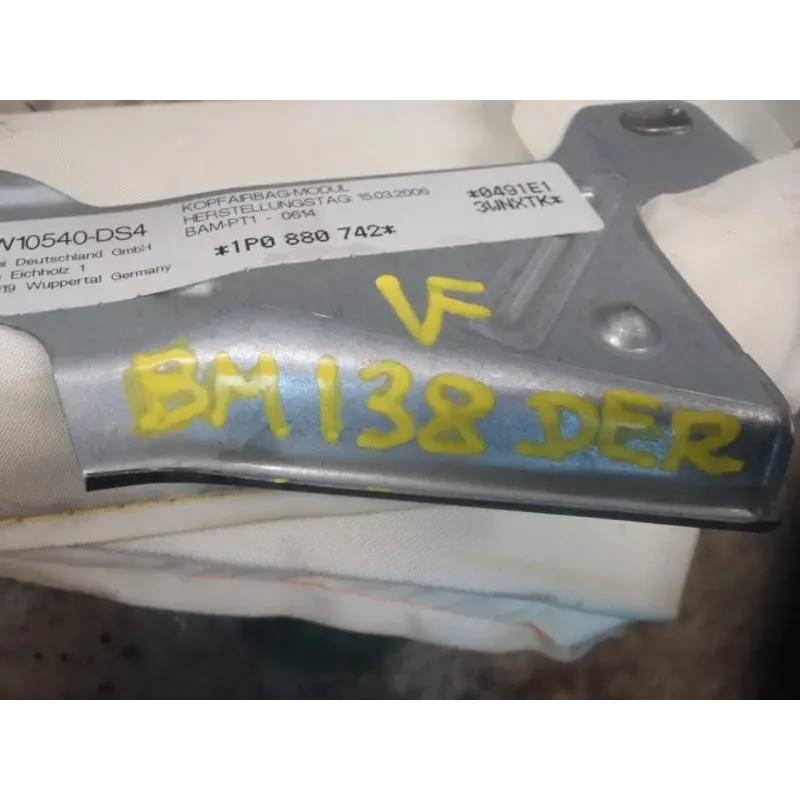 W10540-DS4
Deutschland GmbH
Eichholz 1
Wuppertal Germany
KOPFAIRBAG-MODUL
HERSTELLUNGSTAG: 15.03.2006
BAM-PT1 - 0614
*1P0 880 742*
*0491E1
3WNXTK*
VF
BM138 DER